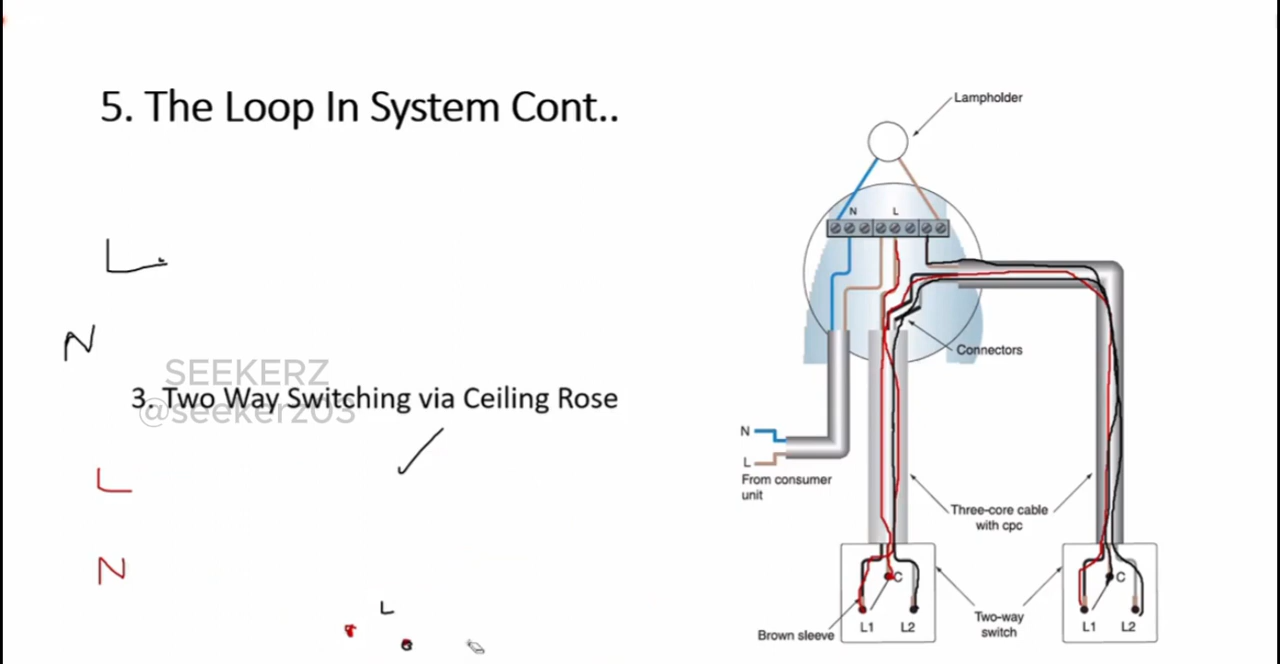 5. The Loop In System Cont..
Lampholder
N L
L
N
SEEKERZ
@seekerz03
3. Two Way Switching via Ceiling Rose
Connectors
N
L
From consumer
unit
L
N
Three-core cable
with cpc
C
C
L
Two-way
switch
Brown sleeve
L1 L2
L1 L2